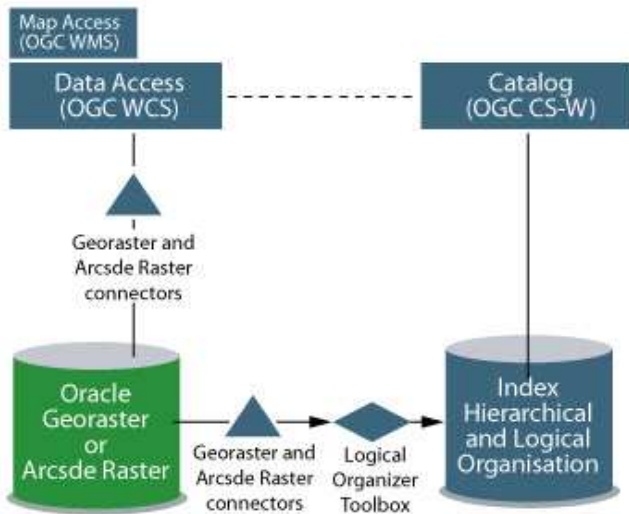 Map Access
(OGC WMS)
Data Access
(OGC WCS)
Catalog
(OGC CS-W)
Georaster and
Arcsde Raster
connectors
Oracle
Georaster
or
Arcsde Raster
Georaster and
Arcsde Raster
connectors
Logical
Organizer
Toolbox
Index
Hierarchical
and Logical
Organisation